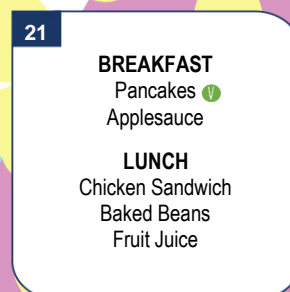 21
BREAKFAST
Pancakes V
Applesauce
LUNCH
Chicken Sandwich
Baked Beans
Fruit Juice